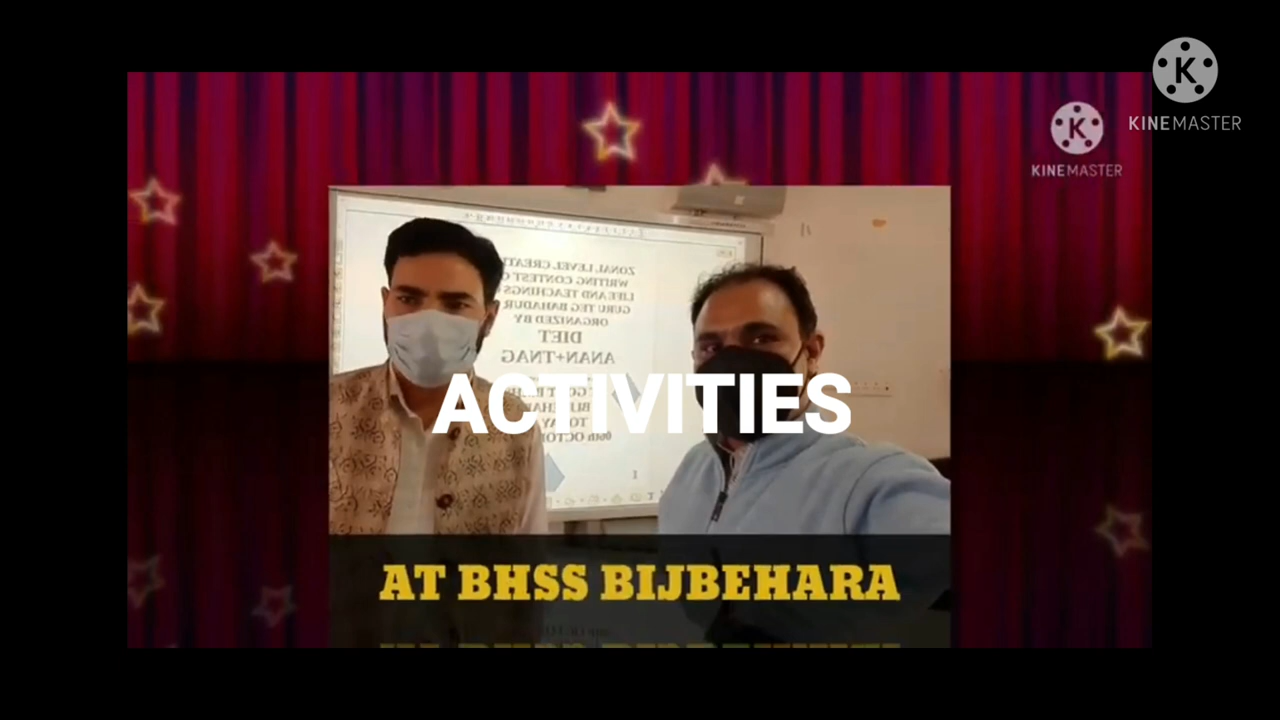 K
KINEMASTER
K
KINEMASTER
ZONAL LEVEL
WRITING CONTEST
LIFE AND TEACHINGS
GURU TEG BAHADUR
ORGANIZED BY
DIET
ANAN+TNAG
ACTIVITIES
06th
AT BHSS BIJBEHARA